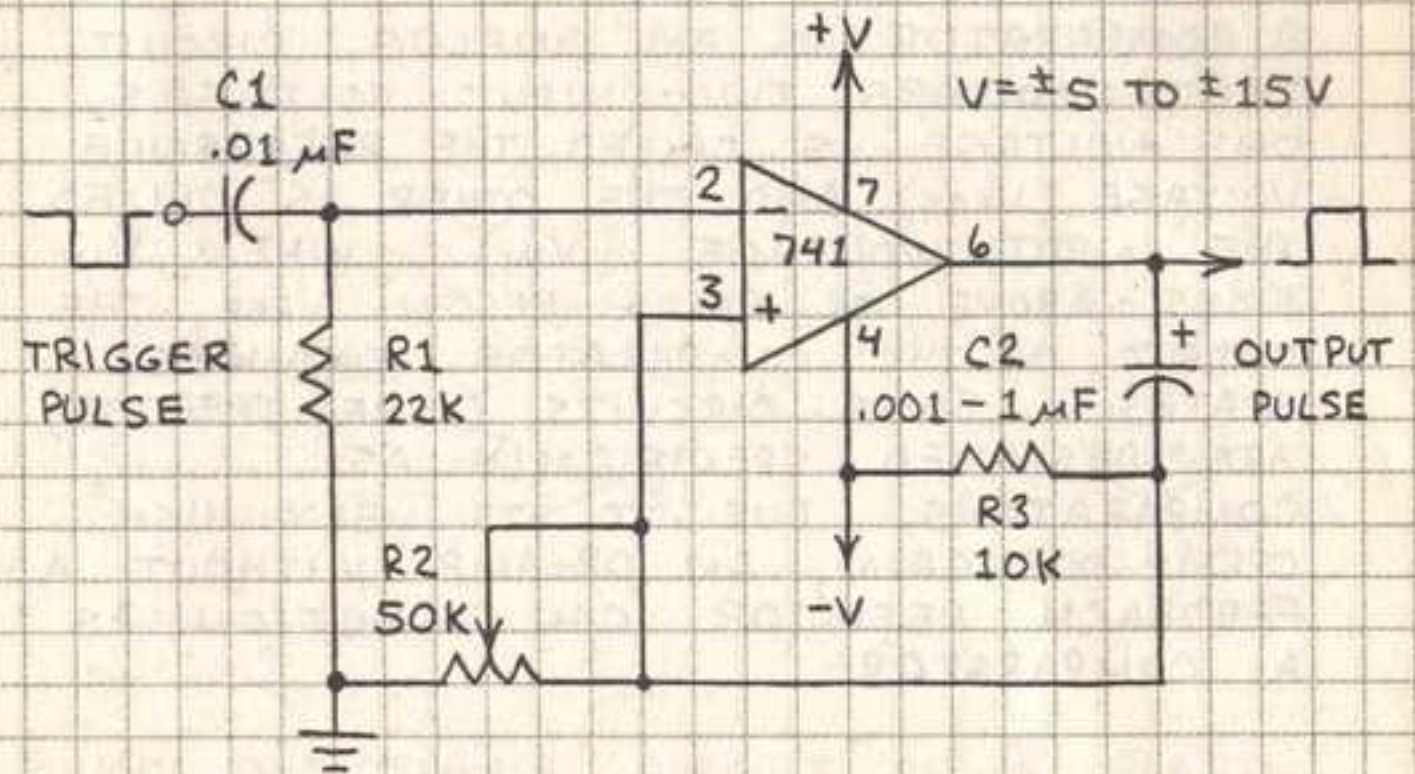 +V
V=±5 TO ±15V
C1
.01 µF
2
-
7
741
6
3
+
4
TRIGGER
PULSE
R1
22K
C2
.001-1 µF
+
OUTPUT
PULSE
R3
10K
R2
50K
-V